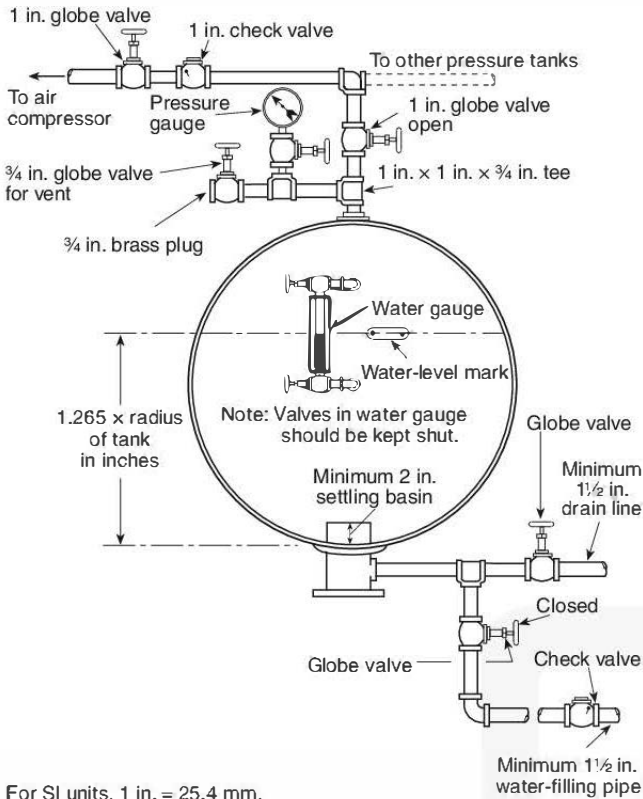 1 in. globe valve
1 in. check valve
To other pressure tanks
To air
compressor
Pressure
gauge
1 in. globe valve
open
¾ in. globe valve
for vent
1 in. × 1 in. × ¾ in. tee
¾ in. brass plug
Water gauge
Water-level mark
1.265 × radius
of tank
in inches
Note: Valves in water gauge
should be kept shut.
Globe valve
Minimum 2 in.
settling basin
Minimum
1½ in.
drain line
Closed
Globe valve
Check valve
Minimum 1½ in.
water-filling pipe
For SI units, 1 in. = 25.4 mm.